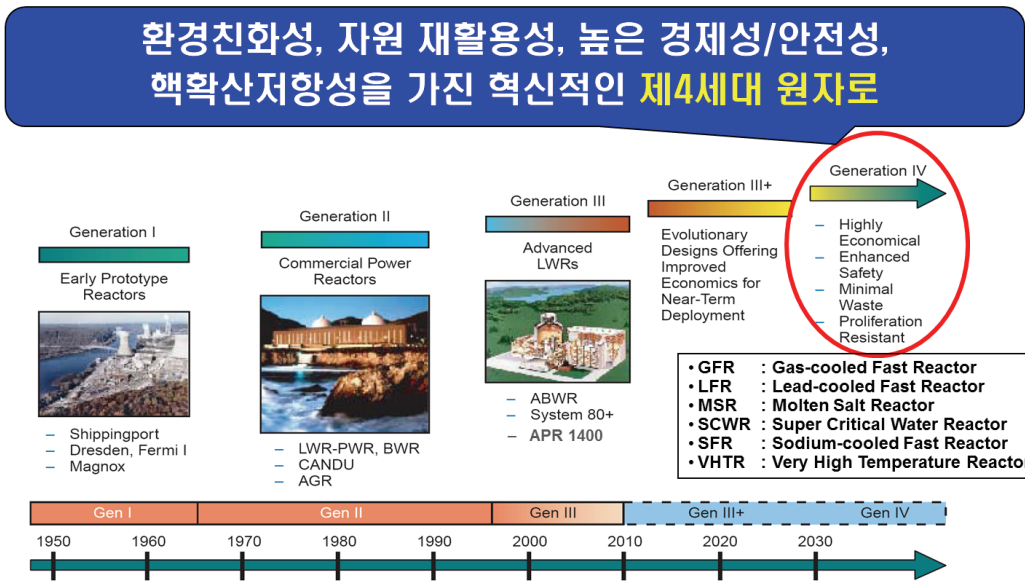 환경친화성, 자원 재활용성, 높은 경제성/안전성,
핵확산저항성을 가진 혁신적인 제4세대 원자로
Generation I
Early Prototype
Reactors
– Shippingport
– Dresden, Fermi I
– Magnox
Generation II
Commercial Power
Reactors
– LWR-PWR, BWR
– CANDU
– AGR
Generation III
Advanced
LWRs
– ABWR
– System 80+
– APR 1400
Generation III+
Evolutionary
Designs Offering
Improved
Economics for
Near-Term
Deployment
Generation IV
– Highly
Economical
– Enhanced
Safety
– Minimal
Waste
– Proliferation
Resistant
• GFR : Gas-cooled Fast Reactor
• LFR : Lead-cooled Fast Reactor
• MSR : Molten Salt Reactor
• SCWR : Super Critical Water Reactor
• SFR : Sodium-cooled Fast Reactor
• VHTR : Very High Temperature Reactor
Gen I Gen II Gen III Gen III+ Gen IV
1950 1960 1970 1980 1990 2000 2010 2020 2030